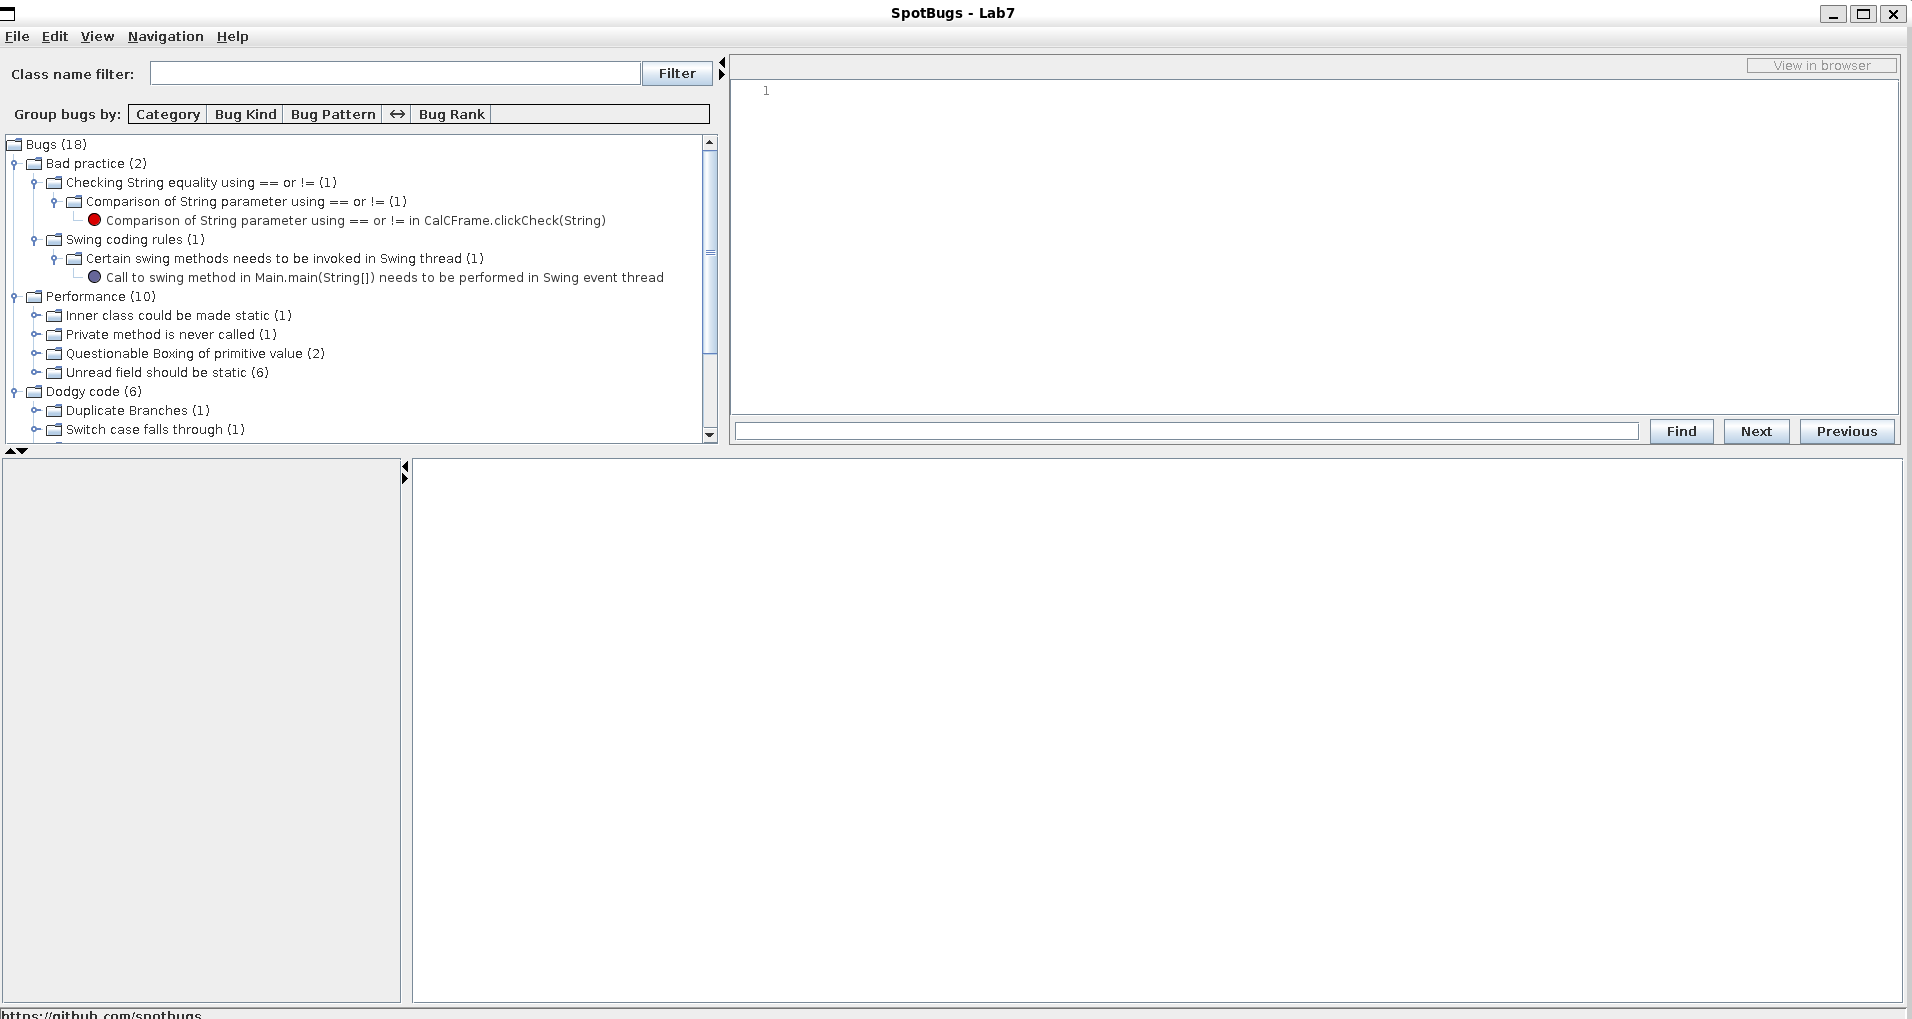 SpotBugs - Lab7
File Edit View Navigation Help
Class name filter: Filter
View in browser
1
Group bugs by: Category Bug Kind Bug Pattern ↔ Bug Rank
Bugs (18)
Bad practice (2)
Checking String equality using == or != (1)
Comparison of String parameter using == or != (1)
Comparison of String parameter using == or != in CalCFrame.clickCheck(String)
Swing coding rules (1)
Certain swing methods needs to be invoked in Swing thread (1)
Call to swing method in Main.main(String[]) needs to be performed in Swing event thread
Performance (10)
Inner class could be made static (1)
Private method is never called (1)
Questionable Boxing of primitive value (2)
Unread field should be static (6)
Dodgy code (6)
Duplicate Branches (1)
Switch case falls through (1)
Find Next Previous
https://github.com/spotbugs